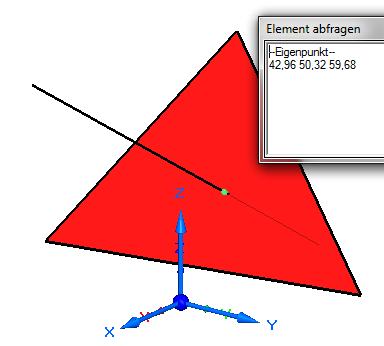 Element abfragen
--Eigenpunkt--
42,96 50,32 59,68
Z
Z
X
X
Y
Y